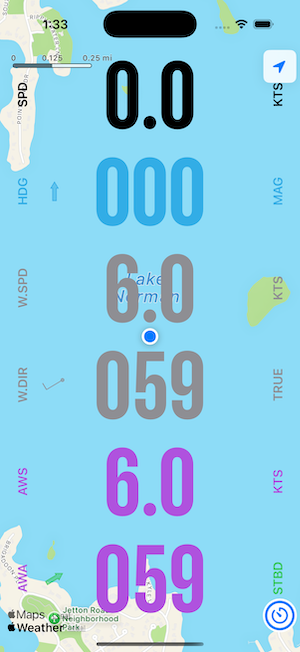 1:33
0 0.125 0.25 mi
SPD 0.0 KTS
HDG 000 MAG
W.SPD 6.0 KTS
Lake
Norman
W.DIR 059 TRUE
AWS 6.0 KTS
AWA 059 STBD
Maps
Jetton Road
Neighborhood
Park
Weather